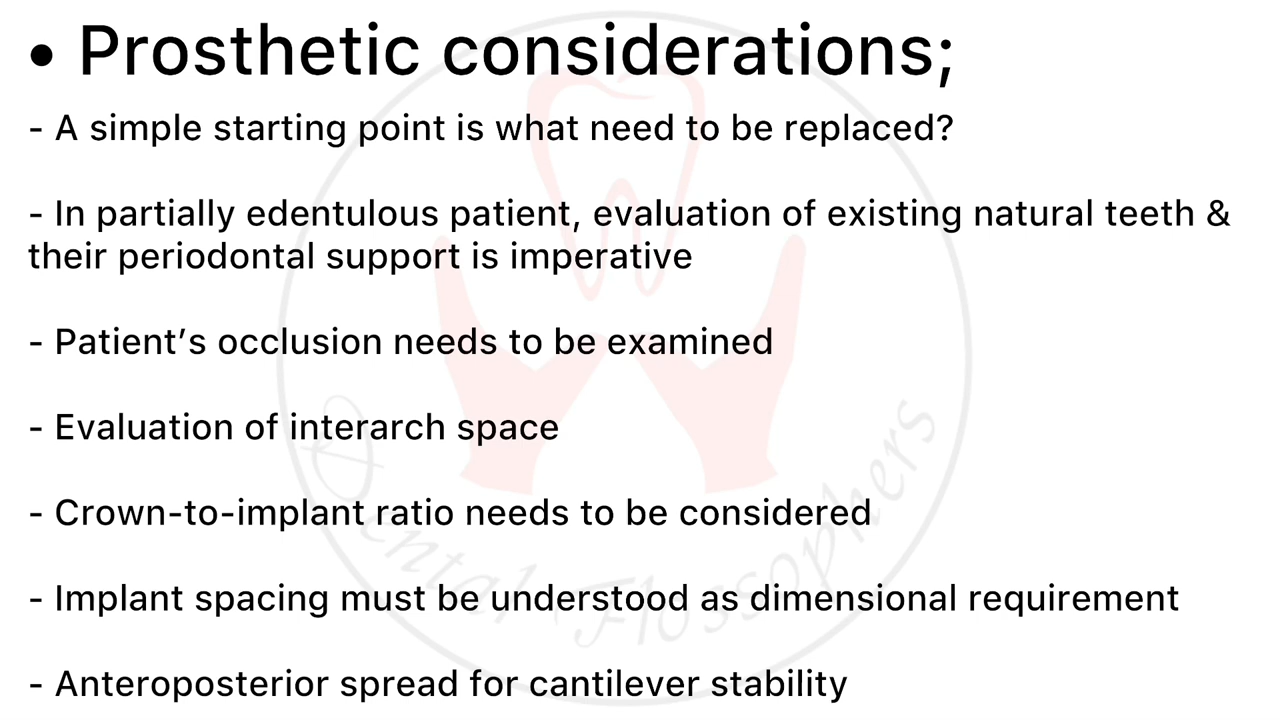 • Prosthetic considerations;
- A simple starting point is what need to be replaced?
- In partially edentulous patient, evaluation of existing natural teeth &
their periodontal support is imperative
- Patient’s occlusion needs to be examined
- Evaluation of interarch space
- Crown-to-implant ratio needs to be considered
- Implant spacing must be understood as dimensional requirement
- Anteroposterior spread for cantilever stability
Dental Flossophers